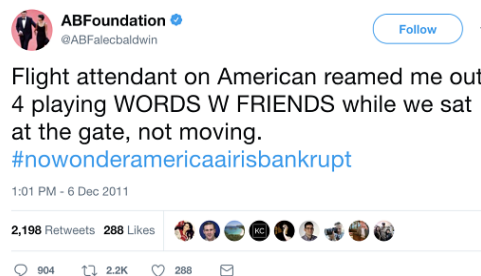 ABFoundation
@ABFalecbaldwin
Follow
Flight attendant on American reamed me out
4 playing WORDS W FRIENDS while we sat
at the gate, not moving.
#nowonderamericaairisbankrupt
1:01 PM - 6 Dec 2011
2,198 Retweets 288 Likes
KC
904 2.2K 288